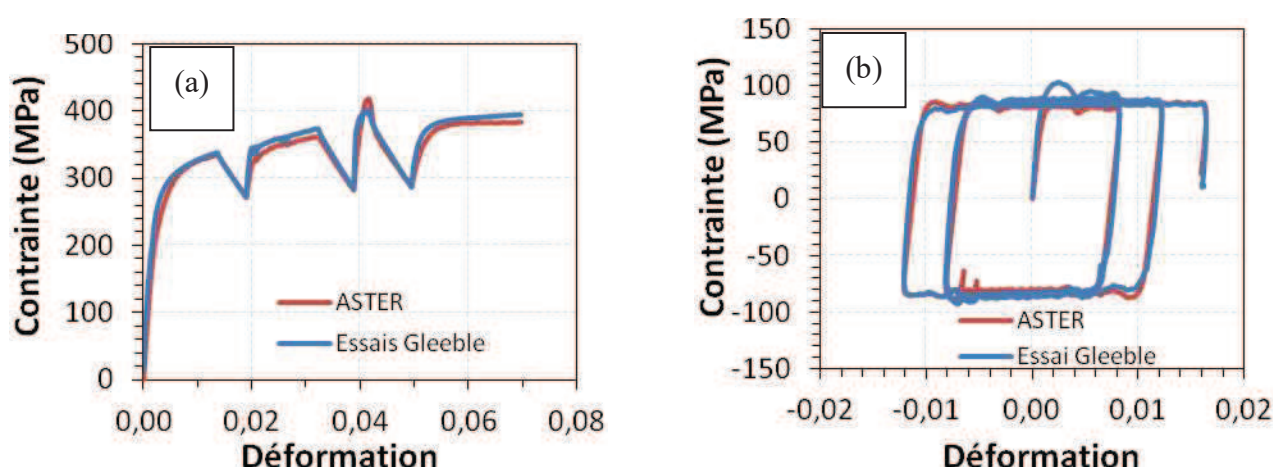 (a)
Contrainte (MPa)
500
400
300
200
100
0
ASTER
Essais Gleeble
0,00 0,02 0,04 0,06 0,08
Déformation
(b)
Contrainte (MPa)
150
100
50
0
-50
-100
-150
ASTER
Essai Gleeble
-0,02 -0,01 0,00 0,01 0,02
Déformation